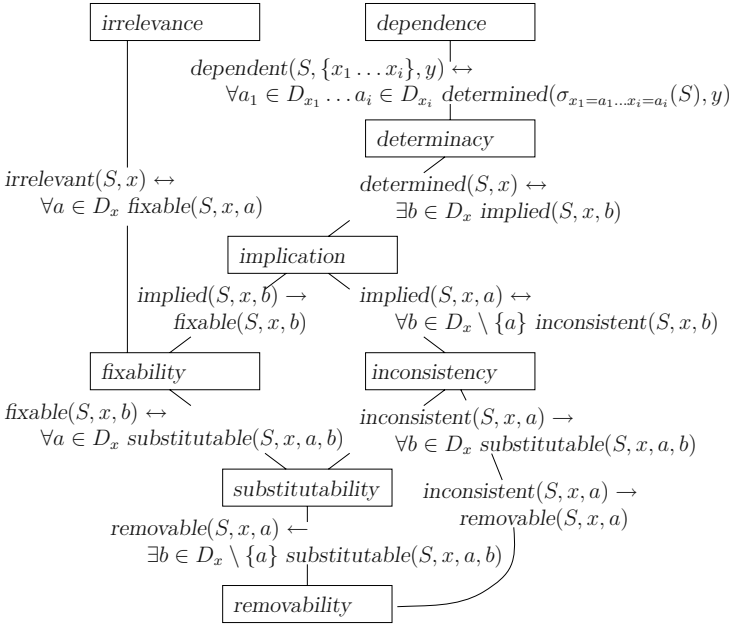 irrelevance
dependence
dependent(S, {x₁ … xᵢ}, y) ↔
∀a₁ ∈ Dₓ₁ … aᵢ ∈ Dₓᵢ determined(σₓ₁₌ₐ₁…ₓᵢ₌ₐᵢ(S), y)
determinacy
irrelevant(S, x) ↔
∀a ∈ Dₓ fixable(S, x, a)
determined(S, x) ↔
∃b ∈ Dₓ implied(S, x, b)
implication
implied(S, x, b) →
fixable(S, x, b)
implied(S, x, a) ↔
∀b ∈ Dₓ \ {a} inconsistent(S, x, b)
fixability
inconsistency
fixable(S, x, b) ↔
∀a ∈ Dₓ substitutable(S, x, a, b)
inconsistent(S, x, a) →
∀b ∈ Dₓ substitutable(S, x, a, b)
substitutability
inconsistent(S, x, a) →
removable(S, x, a)
removable(S, x, a) ←
∃b ∈ Dₓ \ {a} substitutable(S, x, a, b)
removability